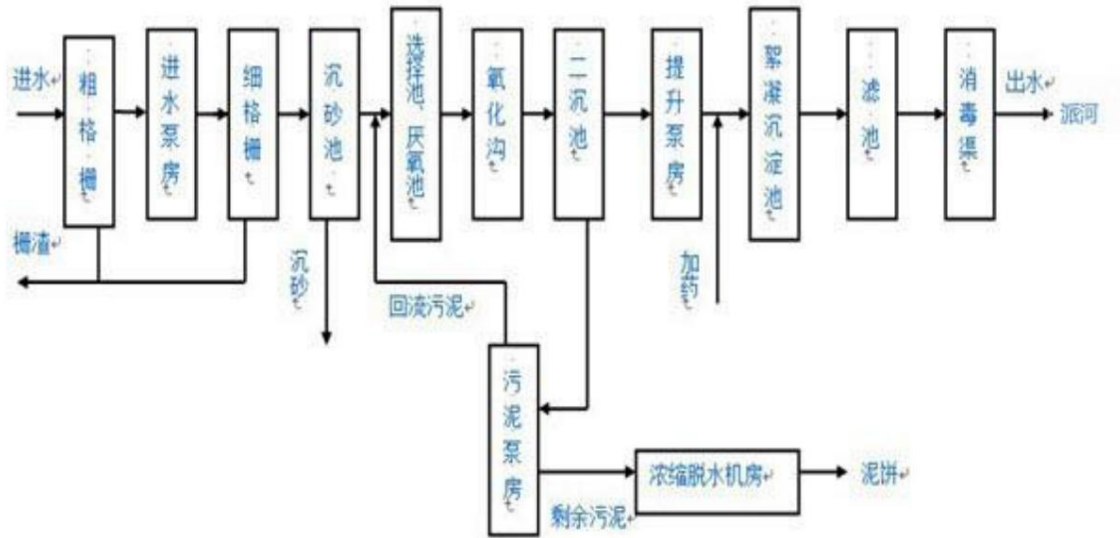 进水
粗格栅
进水泵房
细格栅
沉砂池
选择池、厌氧池
氧化沟
二沉池
提升泵房
絮凝沉淀池
滤池
消毒渠
出水
派河
栅渣
沉砂
回流污泥
加药
污泥泵房
剩余污泥
浓缩脱水机房
泥饼